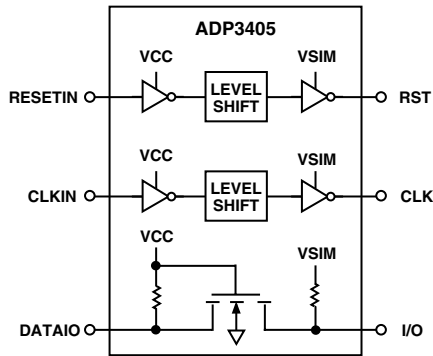 ADP3405
VCC
VSIM
RESETIN
LEVEL
SHIFT
RST
VCC
VSIM
CLKIN
LEVEL
SHIFT
CLK
VCC
VSIM
DATAIO
I/O